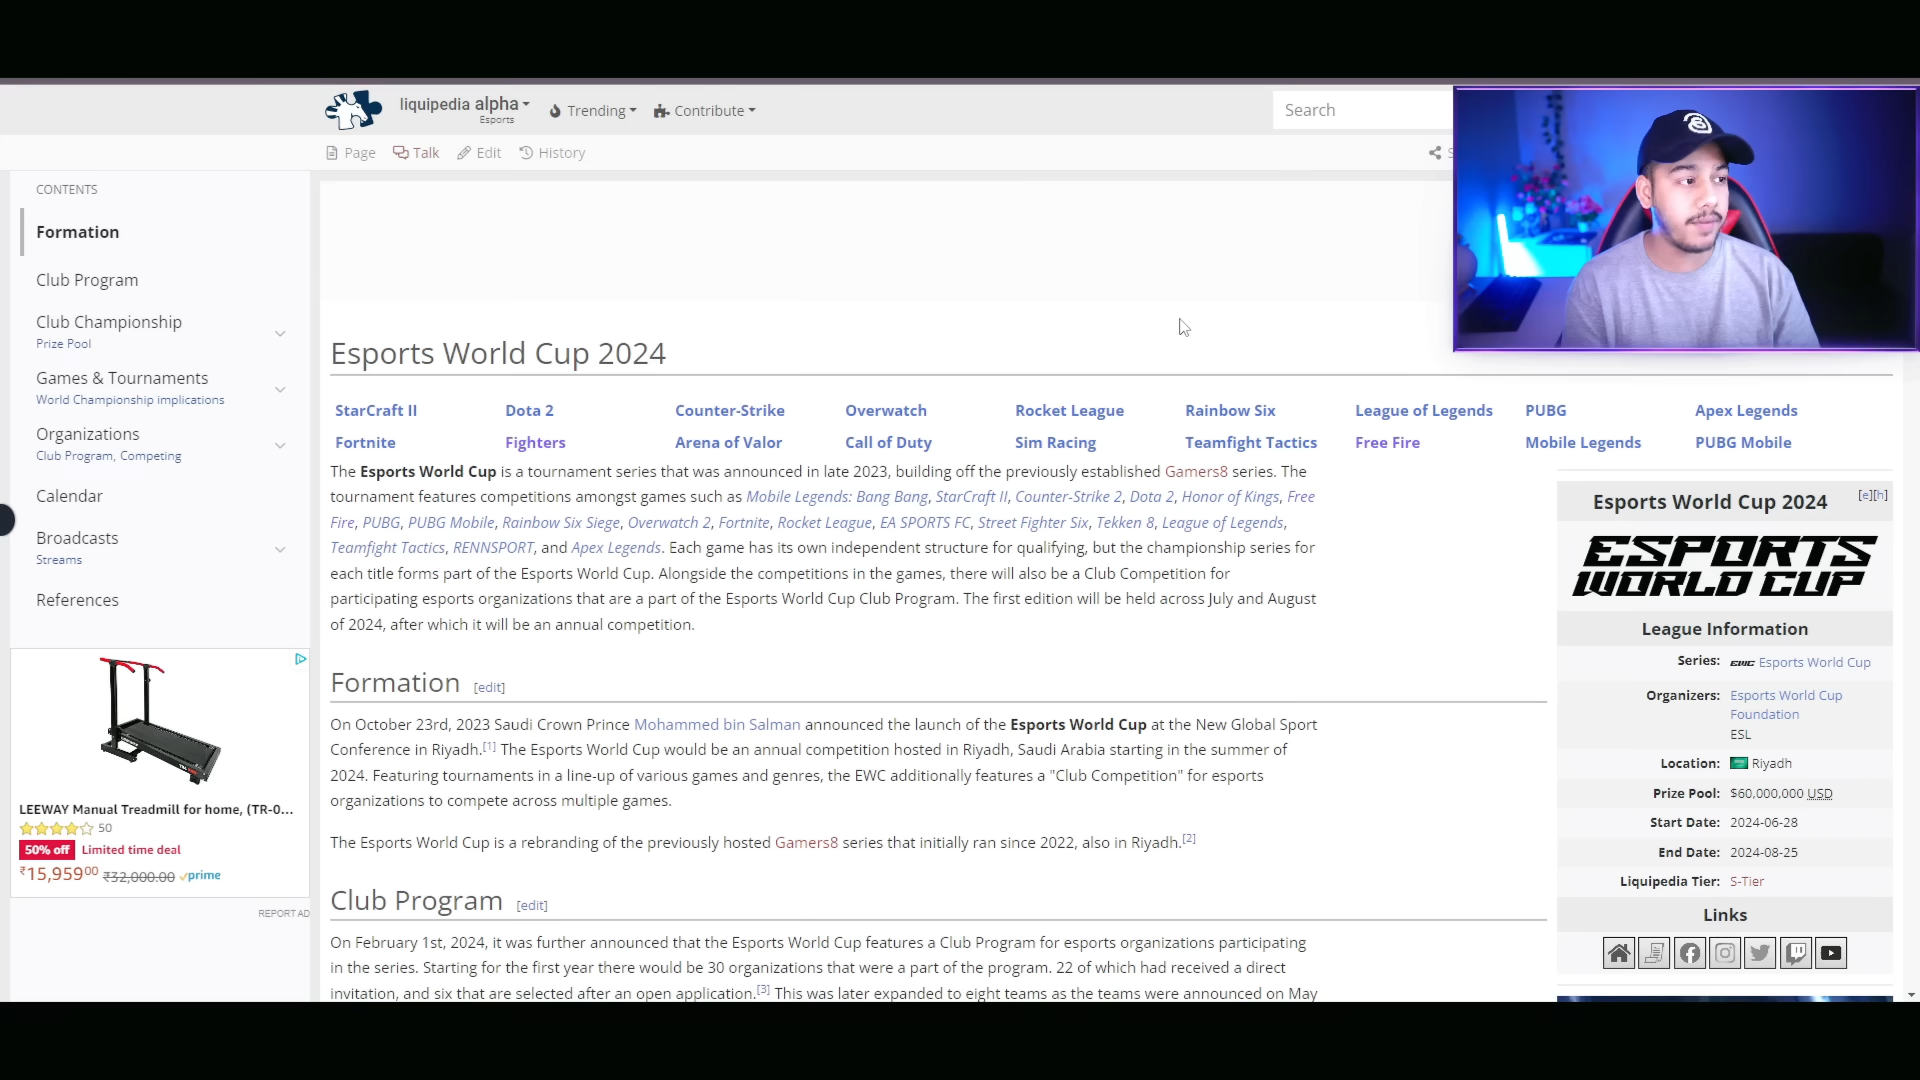 liquipedia alpha
Esports
Trending
Contribute
Search
Page
Talk
Edit
History
CONTENTS
Formation
Club Program
Club Championship
Prize Pool
Games & Tournaments
World Championship implications
Organizations
Club Program, Competing
Calendar
Broadcasts
Streams
References
LEEWAY Manual Treadmill for home, (TR-0...
50
50% off Limited time deal
₹15,959⁰⁰ ₹32,000.00 prime
REPORT AD
Esports World Cup 2024
StarCraft II Dota 2 Counter-Strike Overwatch Rocket League Rainbow Six League of Legends PUBG Apex Legends
Fortnite Fighters Arena of Valor Call of Duty Sim Racing Teamfight Tactics Free Fire Mobile Legends PUBG Mobile
The Esports World Cup is a tournament series that was announced in late 2023, building off the previously established Gamers8 series. The
tournament features competitions amongst games such as Mobile Legends: Bang Bang, StarCraft II, Counter-Strike 2, Dota 2, Honor of Kings, Free
Fire, PUBG, PUBG Mobile, Rainbow Six Siege, Overwatch 2, Fortnite, Rocket League, EA SPORTS FC, Street Fighter Six, Tekken 8, League of Legends,
Teamfight Tactics, RENNSPORT, and Apex Legends. Each game has its own independent structure for qualifying, but the championship series for
each title forms part of the Esports World Cup. Alongside the competitions in the games, there will also be a Club Competition for
participating esports organizations that are a part of the Esports World Cup Club Program. The first edition will be held across July and August
of 2024, after which it will be an annual competition.
Formation [edit]
On October 23rd, 2023 Saudi Crown Prince Mohammed bin Salman announced the launch of the Esports World Cup at the New Global Sport
Conference in Riyadh.[1] The Esports World Cup would be an annual competition hosted in Riyadh, Saudi Arabia starting in the summer of
2024. Featuring tournaments in a line-up of various games and genres, the EWC additionally features a "Club Competition" for esports
organizations to compete across multiple games.
The Esports World Cup is a rebranding of the previously hosted Gamers8 series that initially ran since 2022, also in Riyadh.[2]
Club Program [edit]
On February 1st, 2024, it was further announced that the Esports World Cup features a Club Program for esports organizations participating
in the series. Starting for the first year there would be 30 organizations that were a part of the program. 22 of which had received a direct
invitation, and six that are selected after an open application.[3] This was later expanded to eight teams as the teams were announced on May
Esports World Cup 2024 [e][h]
ESPORTS
WORLD CUP
League Information
Series: EWC Esports World Cup
Organizers: Esports World Cup
Foundation
ESL
Location: Riyadh
Prize Pool: $60,000,000 USD
Start Date: 2024-06-28
End Date: 2024-08-25
Liquipedia Tier: S-Tier
Links